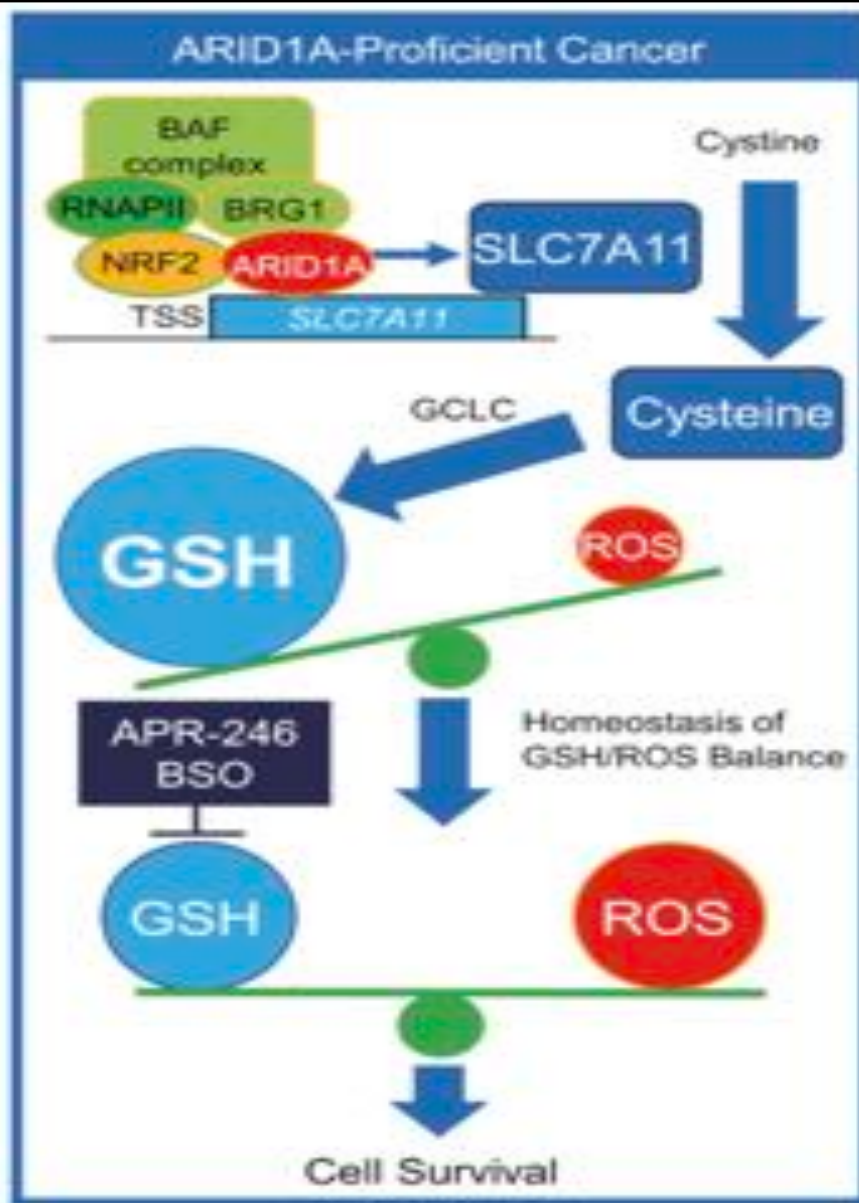 ARID1A-Proficient Cancer
BAF
complex
Cystine
RNAPII
BRG1
NRF2
ARID1A
SLC7A11
TSS
SLC7A11
GCLC
Cysteine
GSH
ROS
APR-246
BSO
Homeostasis of
GSH/ROS Balance
GSH
ROS
Cell Survival